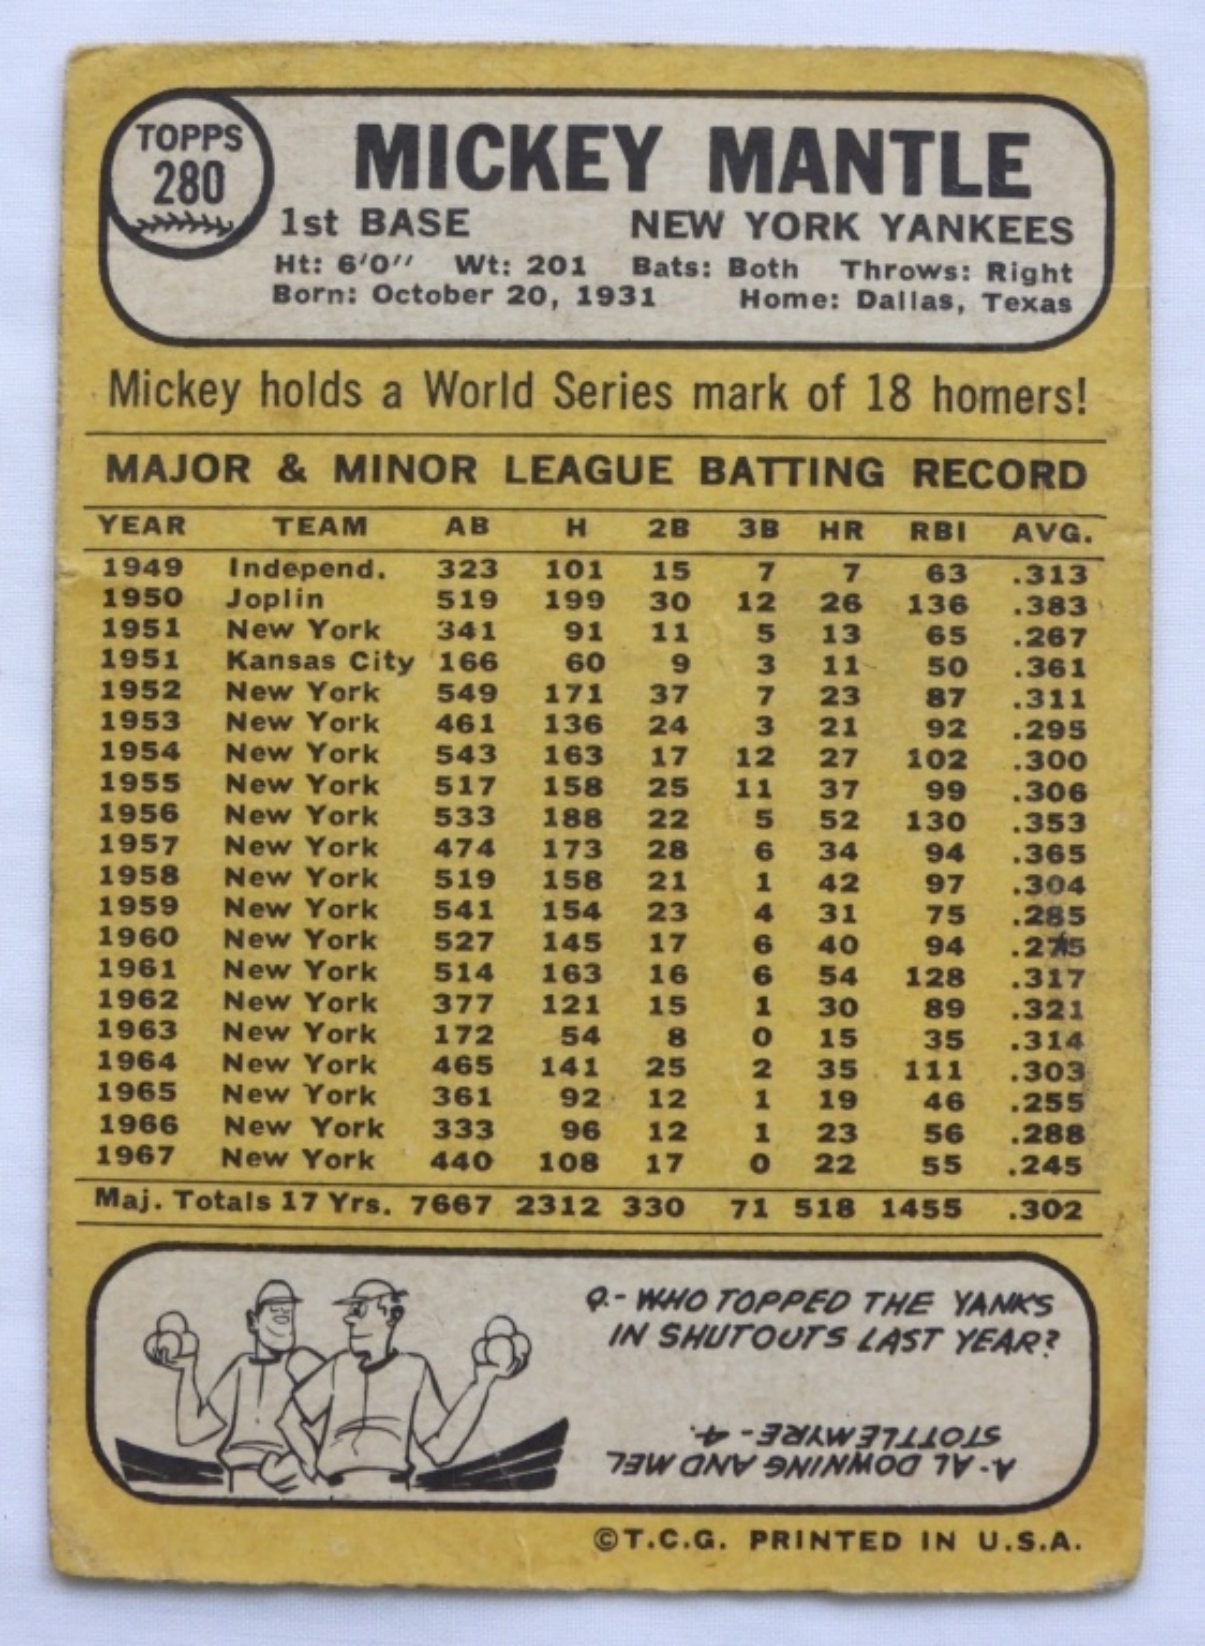 TOPPS
280
MICKEY MANTLE
1st BASE NEW YORK YANKEES
Ht: 6'0" Wt: 201 Bats: Both Throws: Right
Born: October 20, 1931 Home: Dallas, Texas
Mickey holds a World Series mark of 18 homers!
MAJOR & MINOR LEAGUE BATTING RECORD
YEAR TEAM AB H 2B 3B HR RBI AVG.
1949 Independ. 323 101 15 7 7 63 .313
1950 Joplin 519 199 30 12 26 136 .383
1951 New York 341 91 11 5 13 65 .267
1951 Kansas City 166 60 9 3 11 50 .361
1952 New York 549 171 37 7 23 87 .311
1953 New York 461 136 24 3 21 92 .295
1954 New York 543 163 17 12 27 102 .300
1955 New York 517 158 25 11 37 99 .306
1956 New York 533 188 22 5 52 130 .353
1957 New York 474 173 28 6 34 94 .365
1958 New York 519 158 21 1 42 97 .304
1959 New York 541 154 23 4 31 75 .285
1960 New York 527 145 17 6 40 94 .275
1961 New York 514 163 16 6 54 128 .317
1962 New York 377 121 15 1 30 89 .321
1963 New York 172 54 8 0 15 35 .314
1964 New York 465 141 25 2 35 111 .303
1965 New York 361 92 12 1 19 46 .255
1966 New York 333 96 12 1 23 56 .288
1967 New York 440 108 17 0 22 55 .245
Maj. Totals 17 Yrs. 7667 2312 330 71 518 1455 .302
Q.- WHO TOPPED THE YANKS
IN SHUTOUTS LAST YEAR?
A- AL DOWNING AND MEL
STOTTLEMYRE - 4.
©T.C.G. PRINTED IN U.S.A.